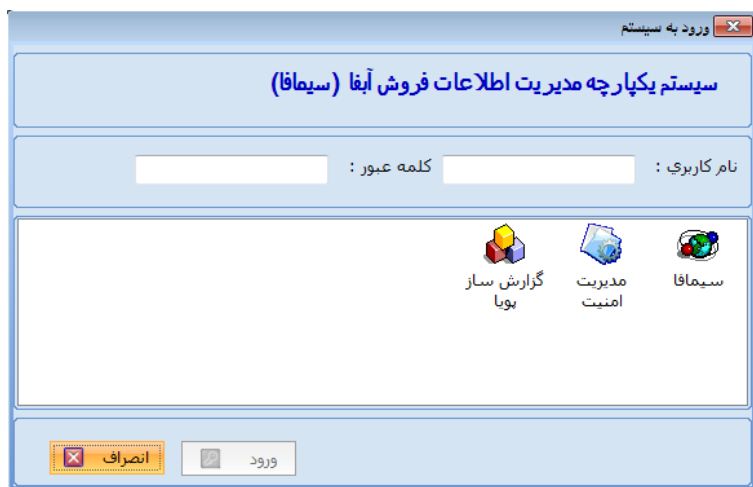 ورود به سیستم
سیستم یکپارچه مدیریت اطلاعات فروش آبفا (سیمافا)
نام کاربري : کلمه عبور :
سیمافا
مدیریت امنیت
گزارش ساز پویا
ورود
انصراف